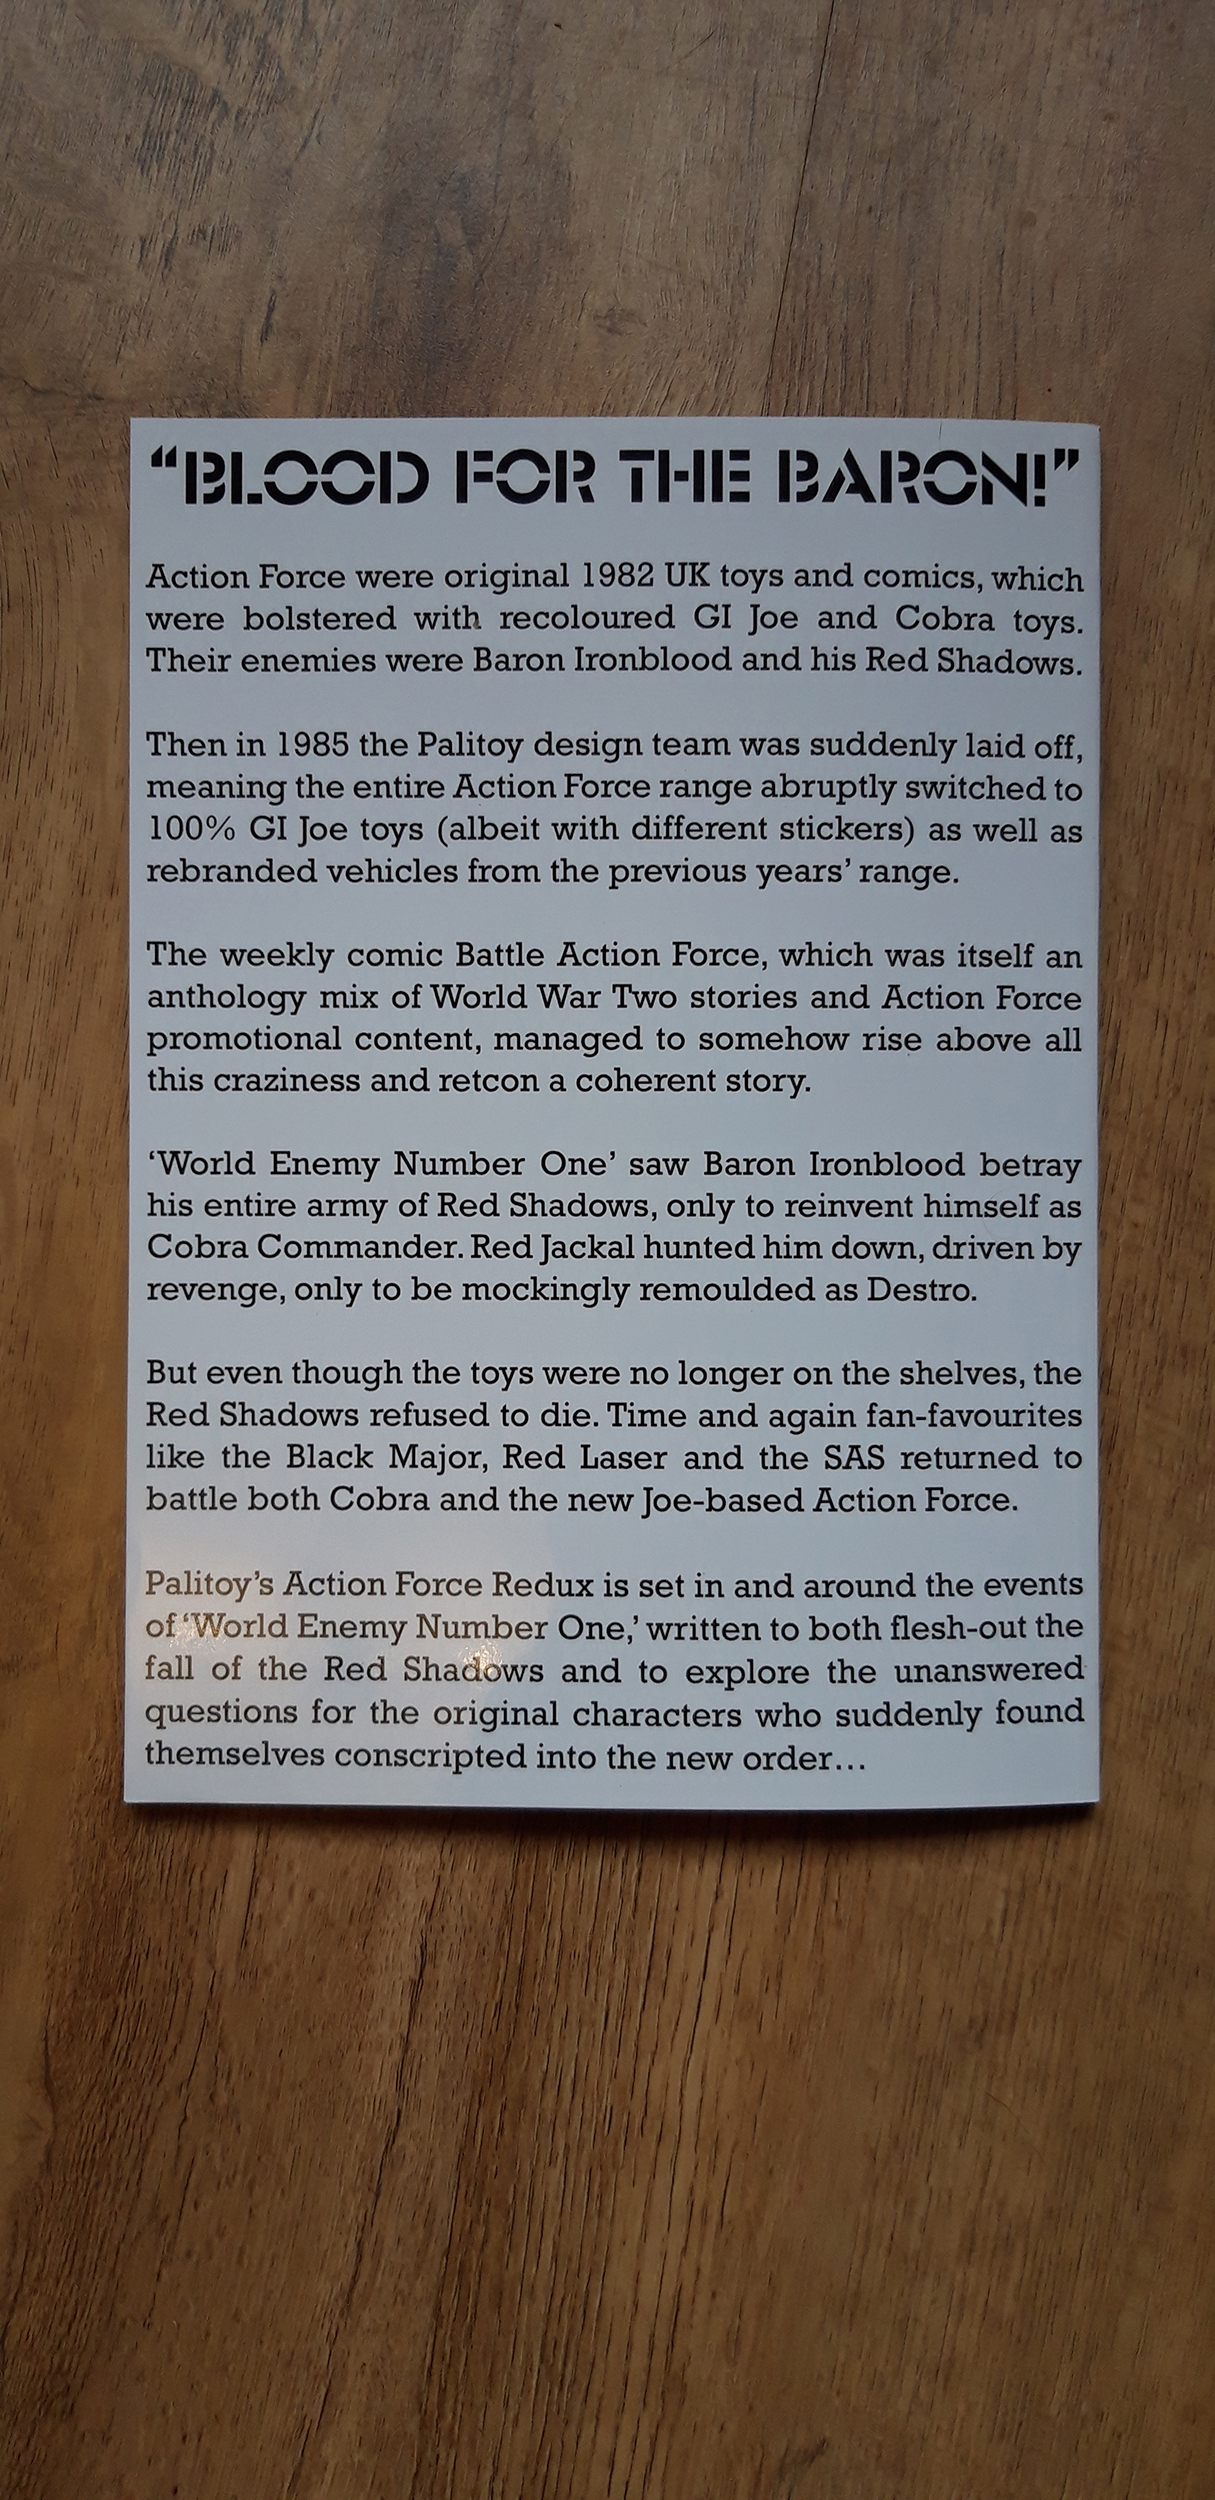 “BLOOD FOR THE BARON!”
Action Force were original 1982 UK toys and comics, which
were bolstered with recoloured GI Joe and Cobra toys.
Their enemies were Baron Ironblood and his Red Shadows.
Then in 1985 the Palitoy design team was suddenly laid off,
meaning the entire Action Force range abruptly switched to
100% GI Joe toys (albeit with different stickers) as well as
rebranded vehicles from the previous years’ range.
The weekly comic Battle Action Force, which was itself an
anthology mix of World War Two stories and Action Force
promotional content, managed to somehow rise above all
this craziness and retcon a coherent story.
‘World Enemy Number One’ saw Baron Ironblood betray
his entire army of Red Shadows, only to reinvent himself as
Cobra Commander. Red Jackal hunted him down, driven by
revenge, only to be mockingly remoulded as Destro.
But even though the toys were no longer on the shelves, the
Red Shadows refused to die. Time and again fan-favourites
like the Black Major, Red Laser and the SAS returned to
battle both Cobra and the new Joe-based Action Force.
Palitoy’s Action Force Redux is set in and around the events
of ‘World Enemy Number One,’ written to both flesh-out the
fall of the Red Shadows and to explore the unanswered
questions for the original characters who suddenly found
themselves conscripted into the new order...